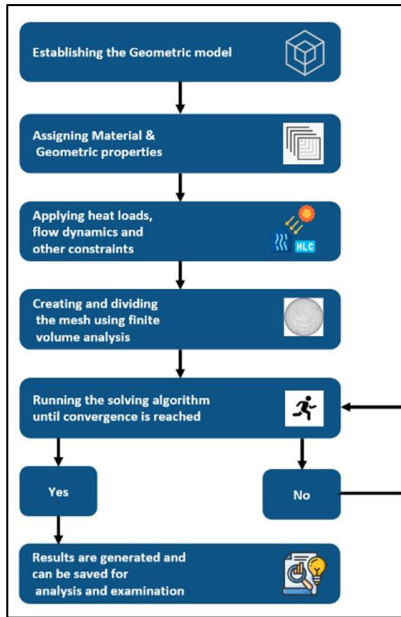 Establishing the Geometric model
Assigning Material &
Geometric properties
Applying heat loads,
flow dynamics and
other constraints
HLC
Creating and dividing
the mesh using finite
volume analysis
Running the solving algorithm
until convergence is reached
Yes
No
Results are generated and
can be saved for
analysis and examination